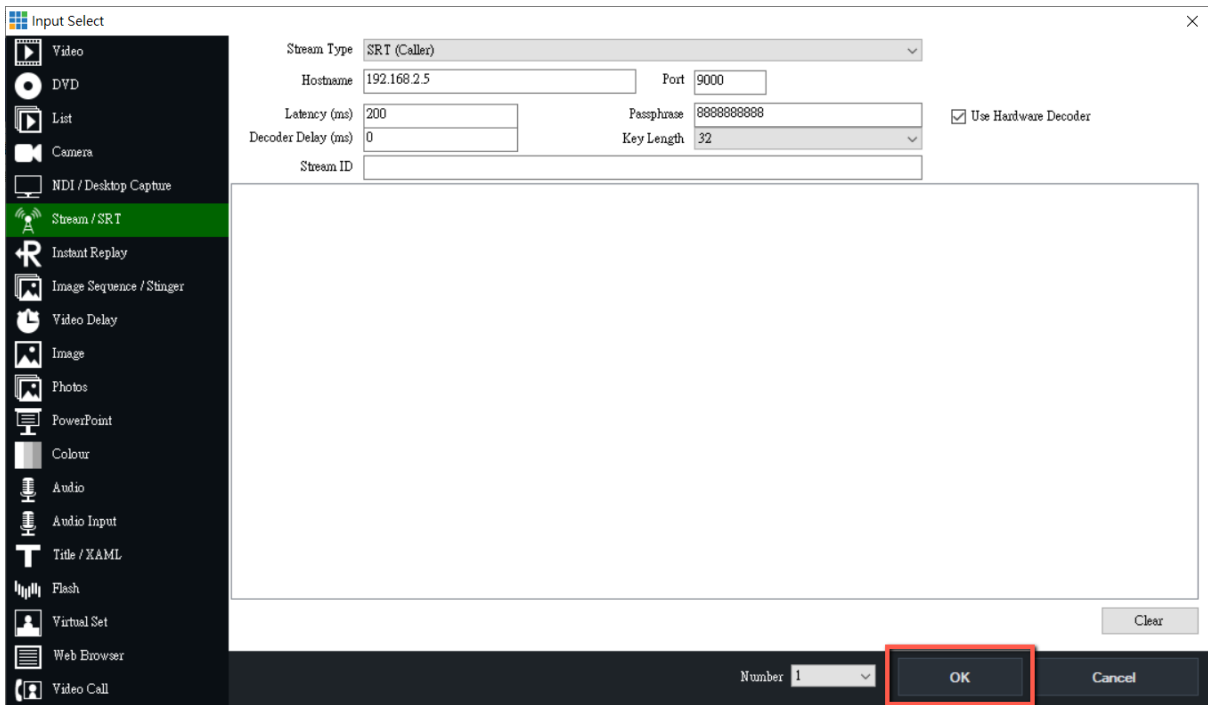 Input Select
Video
DVD
List
Camera
NDI / Desktop Capture
Stream / SRT
Instant Replay
Image Sequence / Stinger
Video Delay
Image
Photos
PowerPoint
Colour
Audio
Audio Input
Title / XAML
Flash
Virtual Set
Web Browser
Video Call
Stream Type SRT (Caller)
Hostname 192.168.2.5 Port 9000
Latency (ms) 200 Passphrase 8888888888 Use Hardware Decoder
Decoder Delay (ms) 0 Key Length 32
Stream ID
Clear
Number 1 OK Cancel